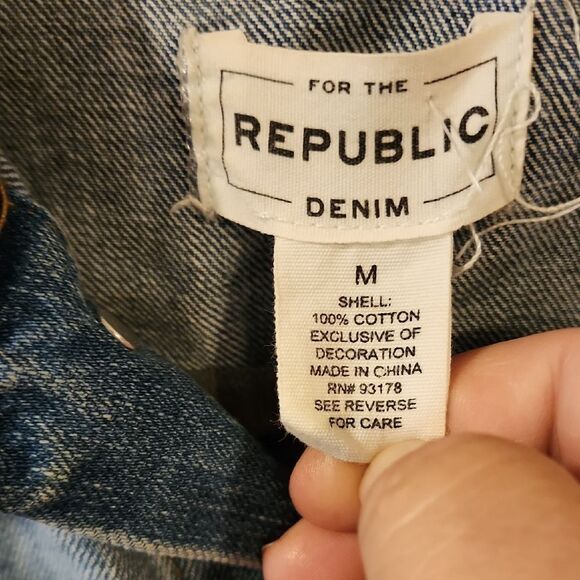 FOR THE
REPUBLIC
DENIM
M
SHELL:
100% COTTON
EXCLUSIVE OF
DECORATION
MADE IN CHINA
RN# 93178
SEE REVERSE
FOR CARE